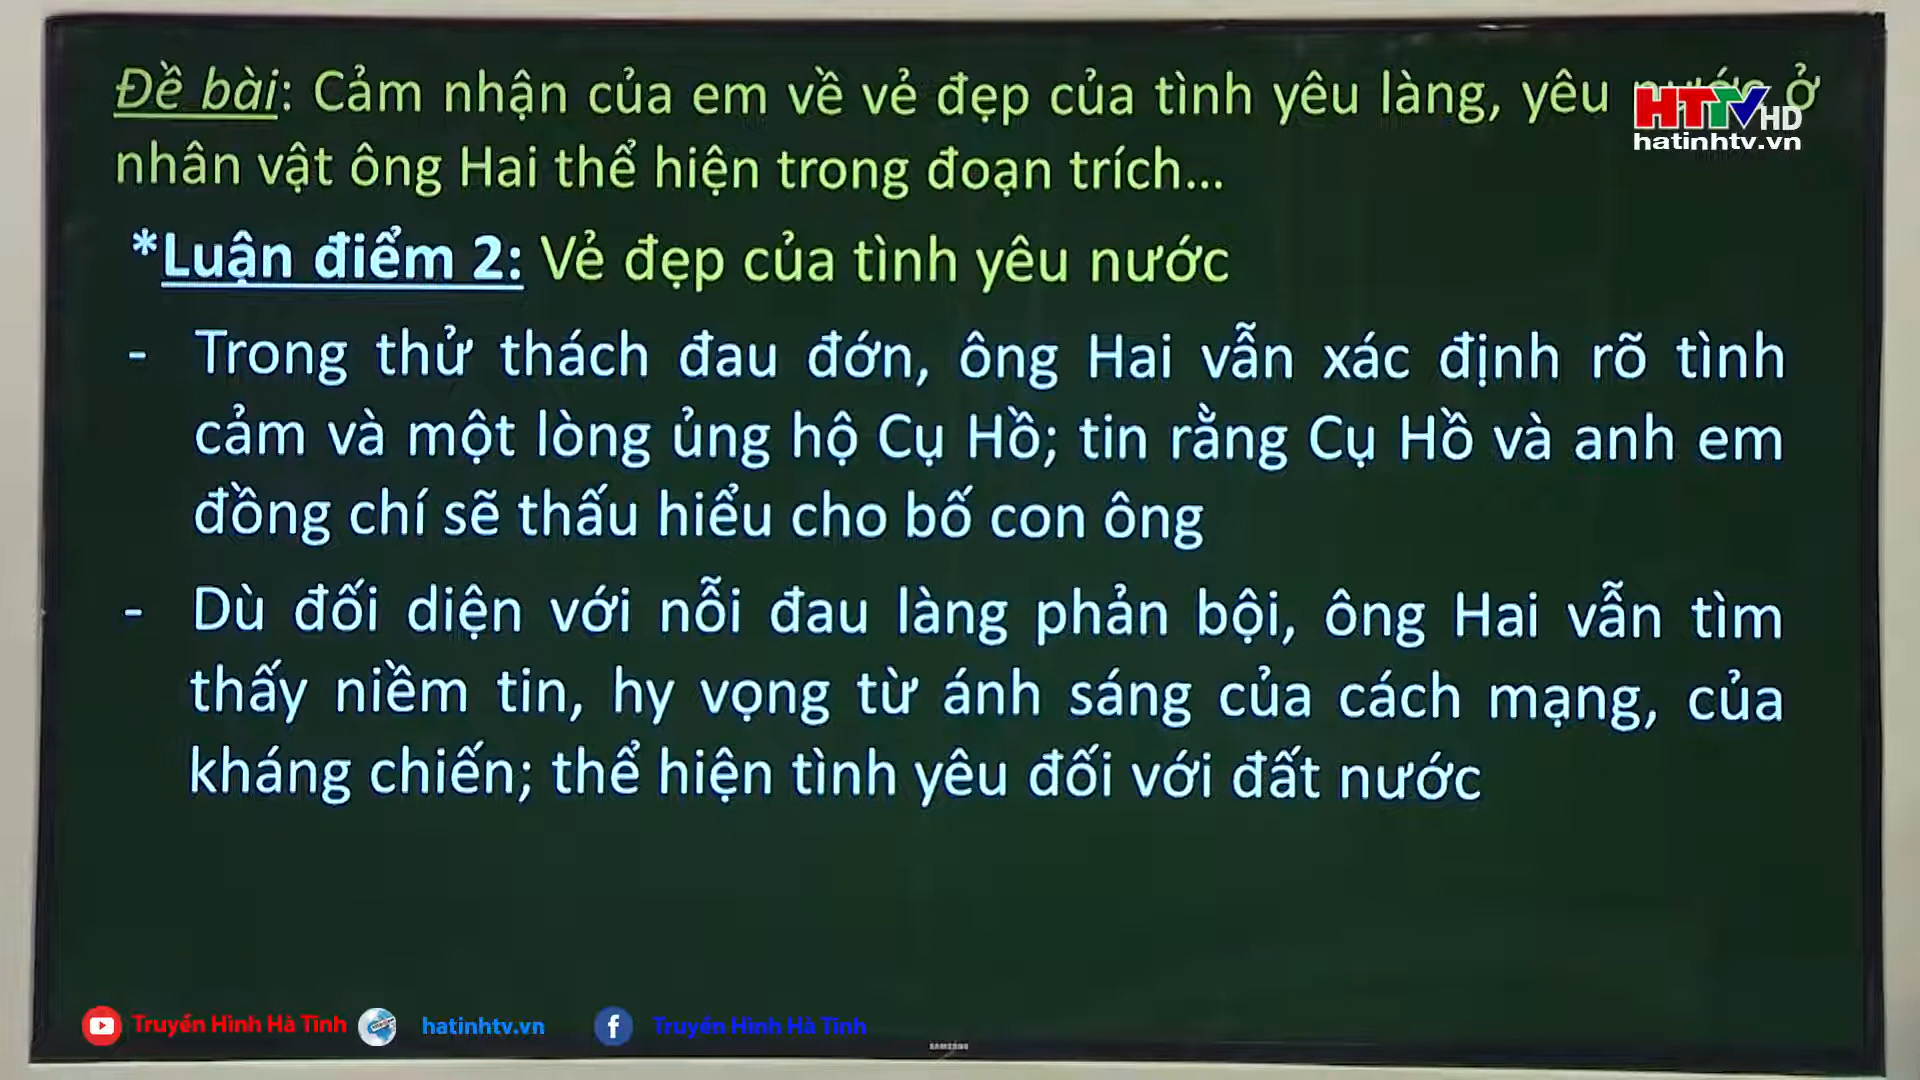 Đề bài: Cảm nhận của em về vẻ đẹp của tình yêu làng, yêu ở
HTTV HD
hatinhtv.vn
nhân vật ông Hai thể hiện trong đoạn trích...
*Luận điểm 2: Vẻ đẹp của tình yêu nước
- Trong thử thách đau đớn, ông Hai vẫn xác định rõ tình
cảm và một lòng ủng hộ Cụ Hồ; tin rằng Cụ Hồ và anh em
đồng chí sẽ thấu hiểu cho bố con ông
- Dù đối diện với nỗi đau làng phản bội, ông Hai vẫn tìm
thấy niềm tin, hy vọng từ ánh sáng của cách mạng, của
kháng chiến; thể hiện tình yêu đối với đất nước
Truyền Hình Hà Tĩnh hatinhtv.vn Truyền Hình Hà Tĩnh
SAMSUNG